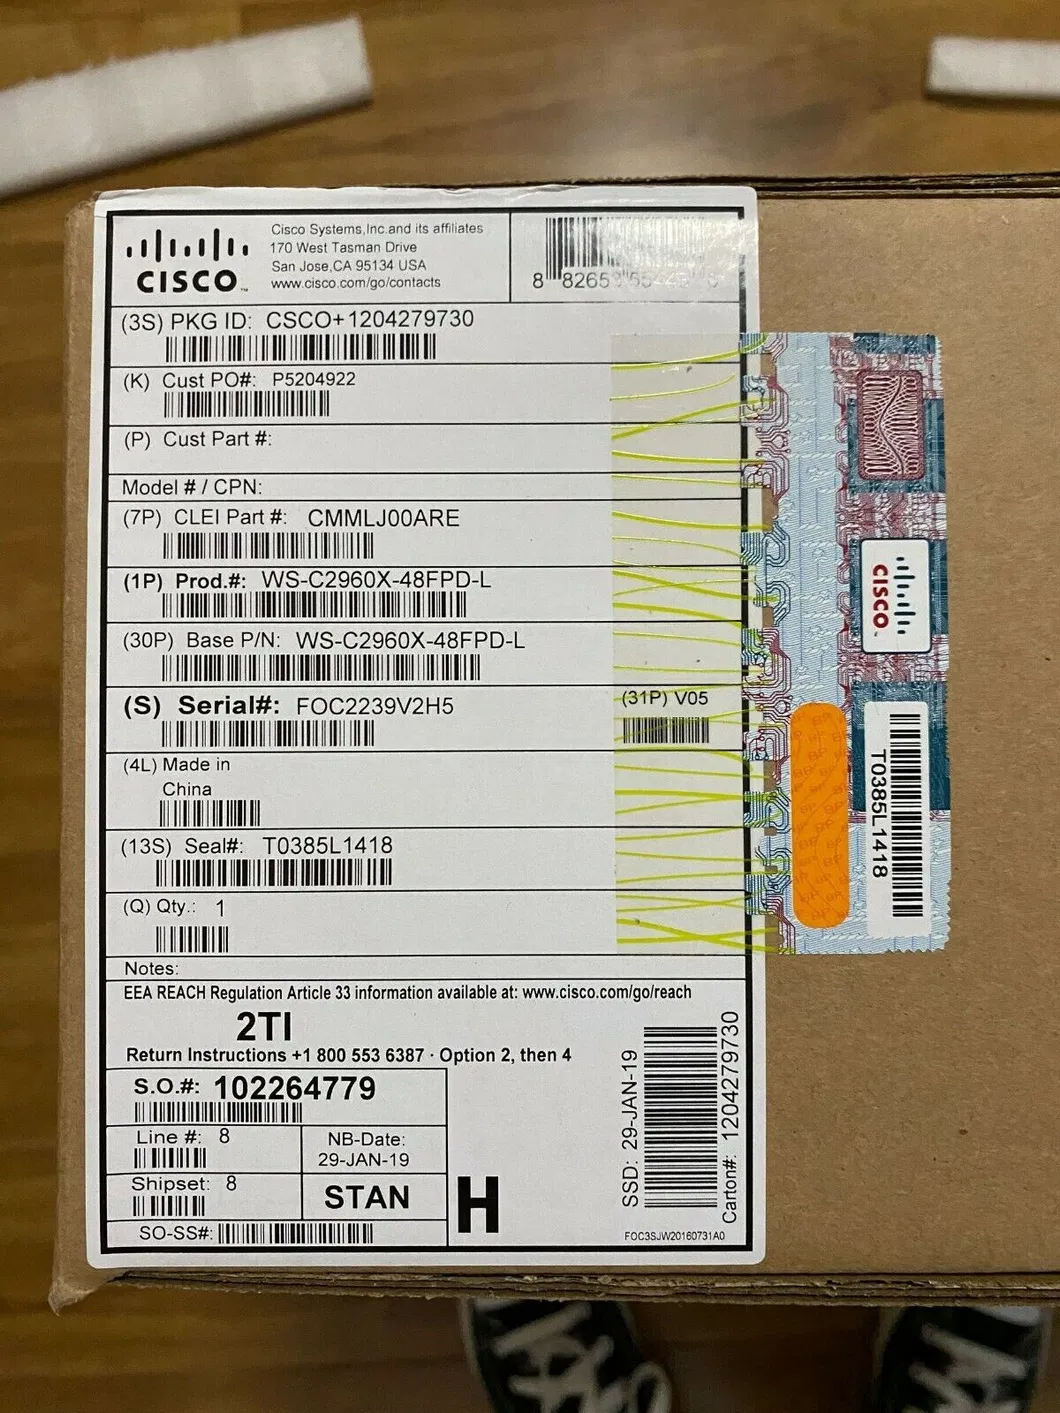 CISCO
Cisco Systems,Inc.and its affiliates
170 West Tasman Drive
San Jose,CA 95134 USA
www.cisco.com/go/contacts
8
(3S) PKG ID: CSCO+1204279730
(K) Cust PO#: P5204922
(P) Cust Part #:
Model # / CPN:
(7P) CLEI Part #: CMMLJ00ARE
(1P) Prod.#: WS-C2960X-48FPD-L
(30P) Base P/N: WS-C2960X-48FPD-L
(S) Serial#: FOC2239V2H5
(31P) V05
(4L) Made in
China
(13S) Seal#: T0385L1418
(Q) Qty.: 1
Notes:
EEA REACH Regulation Article 33 information available at: www.cisco.com/go/reach
2TI
Return Instructions +1 800 553 6387 · Option 2, then 4
S.O.#: 102264779
Line #: 8
NB-Date:
29-JAN-19
Shipset: 8
STAN
SO-SS#:
H
SSD: 29-JAN-19
Carton#: 1204279730
FOC3SJW20160731A0
CISCO
T0385L1418